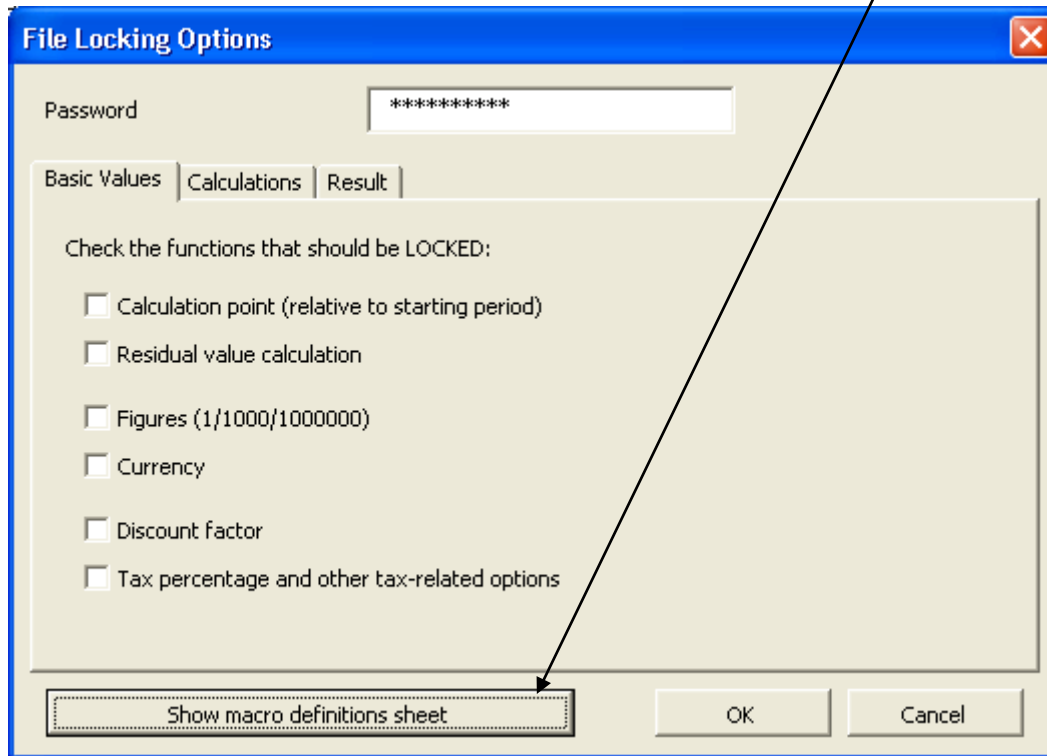 File Locking Options
Password **********
Basic Values Calculations Result
Check the functions that should be LOCKED:
Calculation point (relative to starting period)
Residual value calculation
Figures (1/1000/1000000)
Currency
Discount factor
Tax percentage and other tax-related options
Show macro definitions sheet OK Cancel